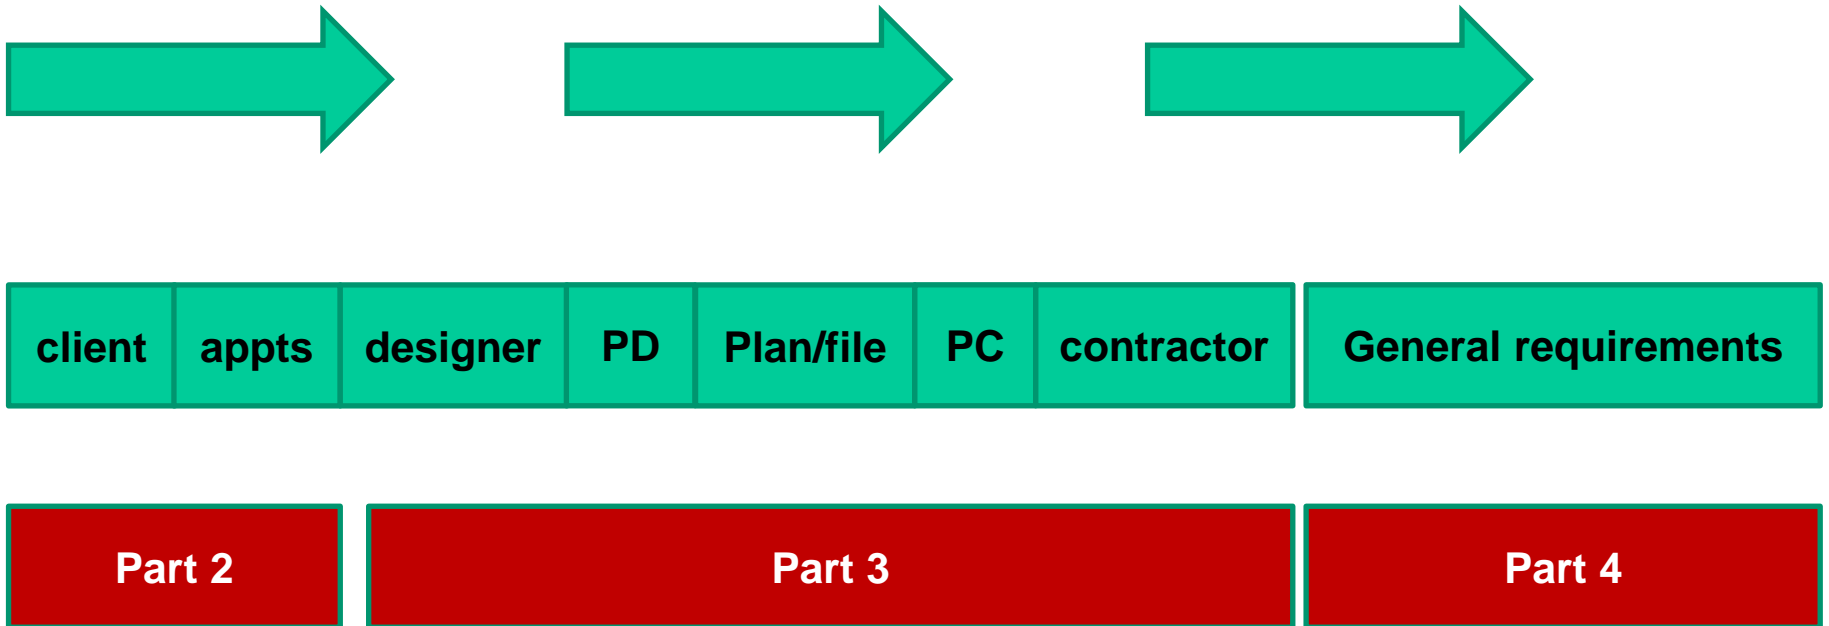 client appts designer PD Plan/file PC contractor General requirements
Part 2 Part 3 Part 4